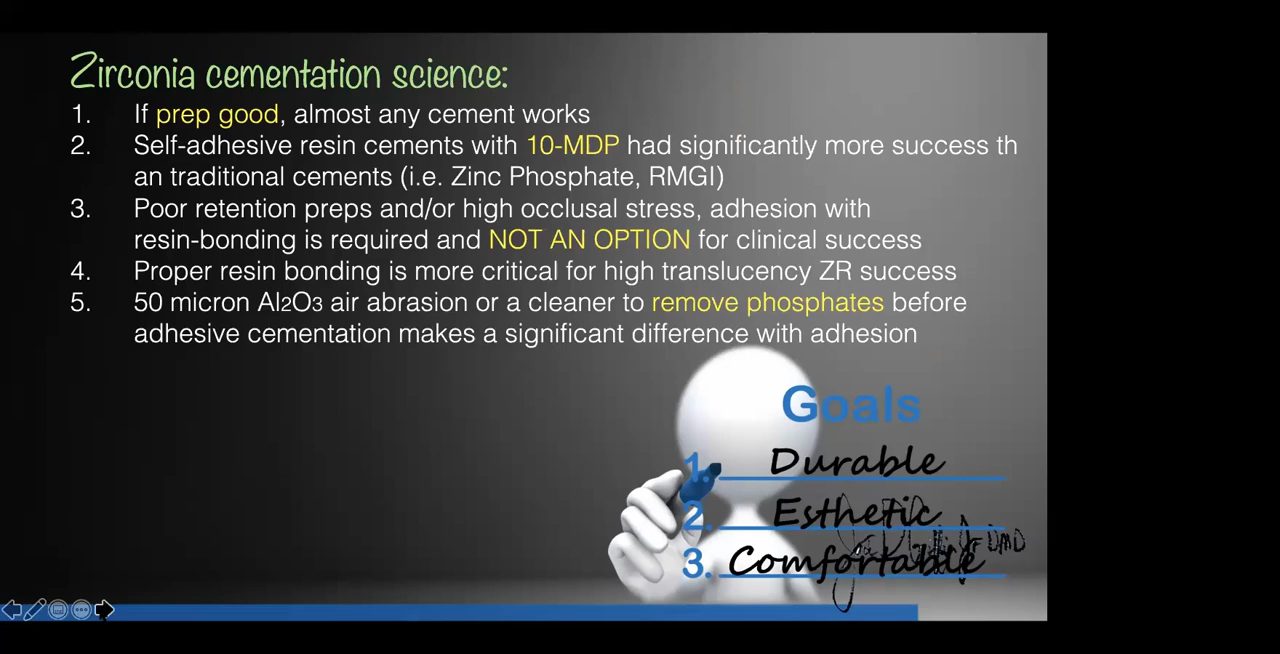 Zirconia cementation science:
1. If prep good, almost any cement works
2. Self-adhesive resin cements with 10-MDP had significantly more success th
an traditional cements (i.e. Zinc Phosphate, RMGI)
3. Poor retention preps and/or high occlusal stress, adhesion with
resin-bonding is required and NOT AN OPTION for clinical success
4. Proper resin bonding is more critical for high translucency ZR success
5. 50 micron Al2O3 air abrasion or a cleaner to remove phosphates before
adhesive cementation makes a significant difference with adhesion
Goals
1. Durable
2. Esthetic
3. Comfortable
DMD